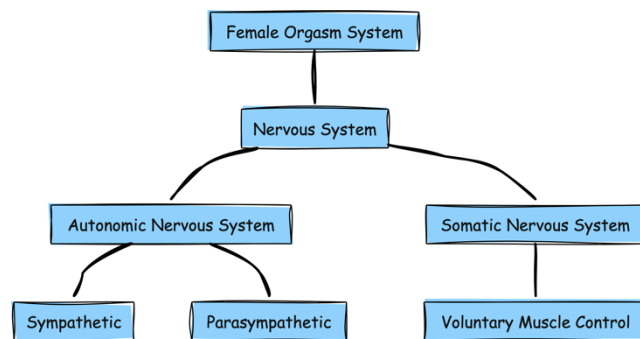 Female Orgasm System
Nervous System
Autonomic Nervous System
Somatic Nervous System
Sympathetic
Parasympathetic
Voluntary Muscle Control